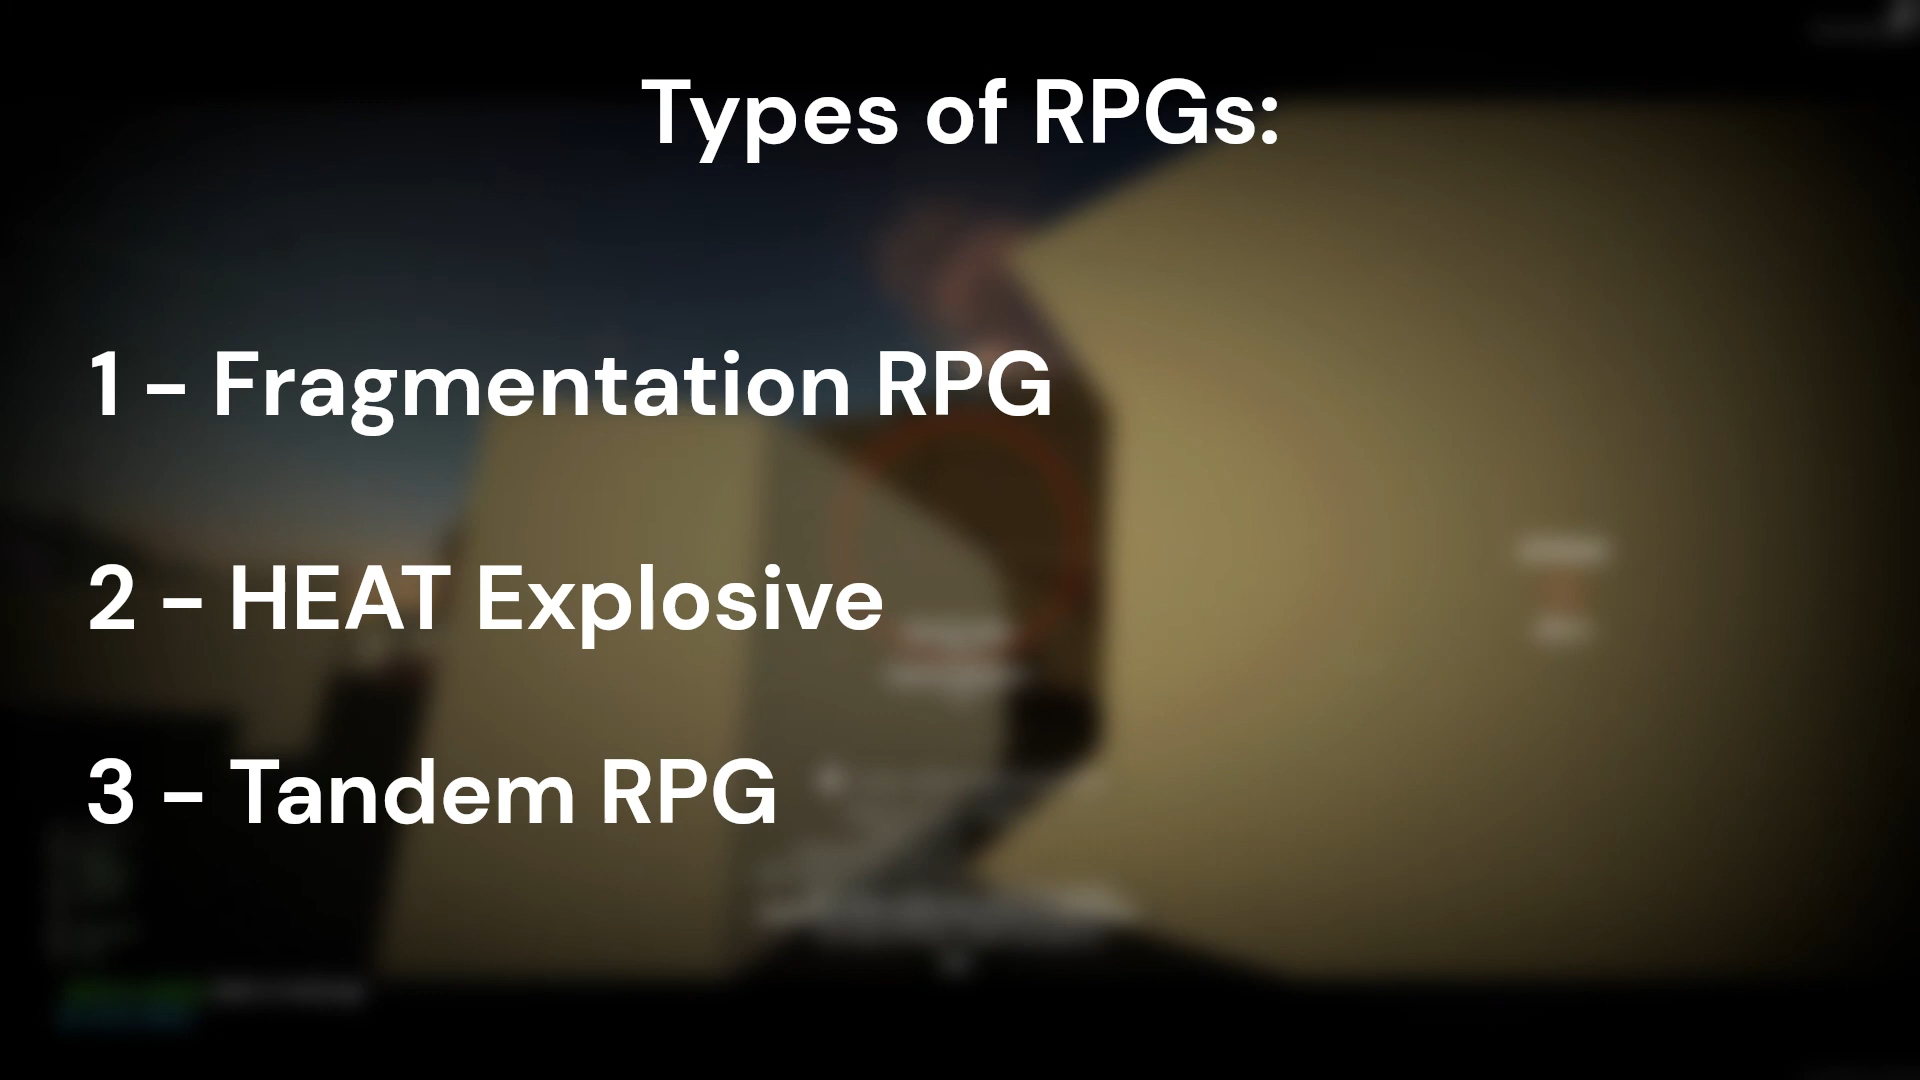 Types of RPGs:
1 - Fragmentation RPG
2 - HEAT Explosive
3 - Tandem RPG